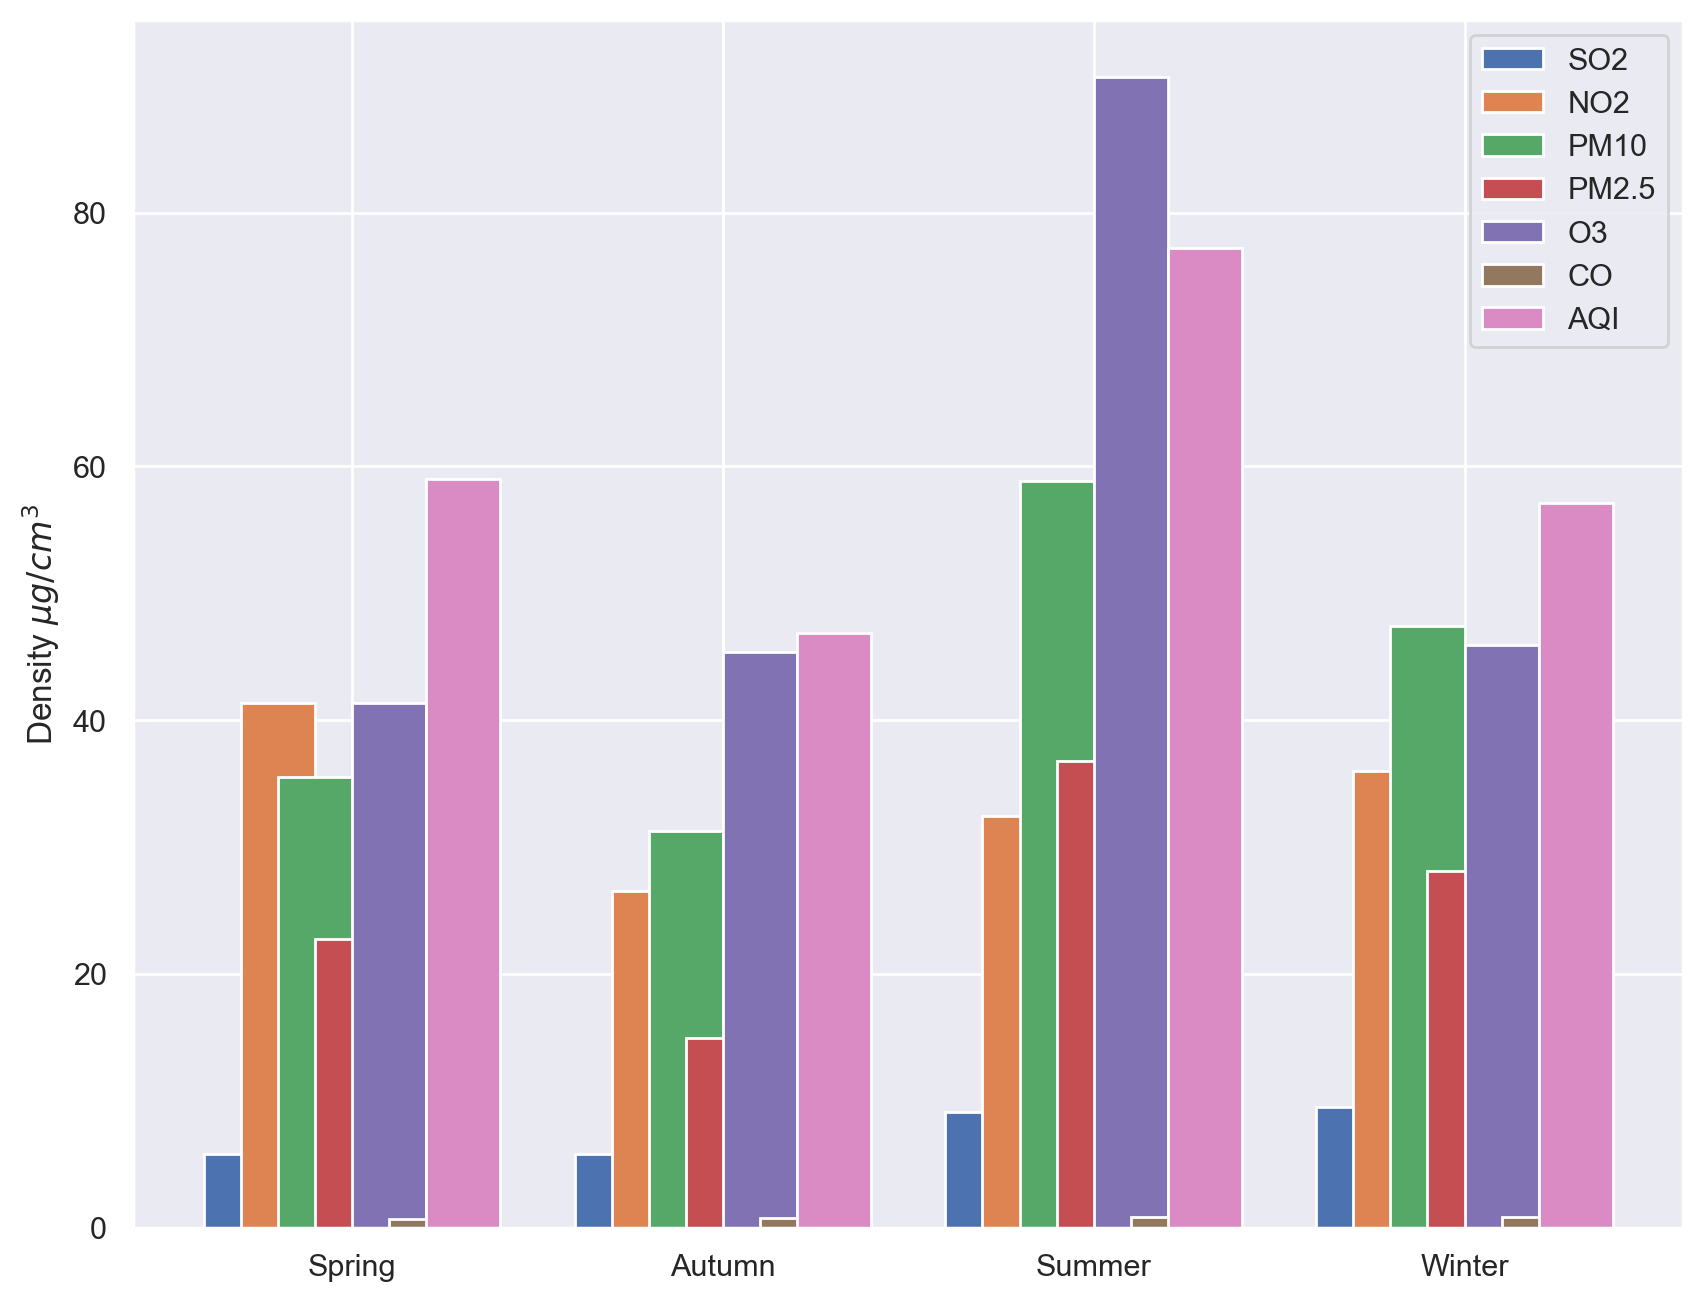 SO2
NO2
PM10
PM2.5
O3
CO
AQI
80
60
40
20
0
Density μg/cm³
Spring Autumn Summer Winter